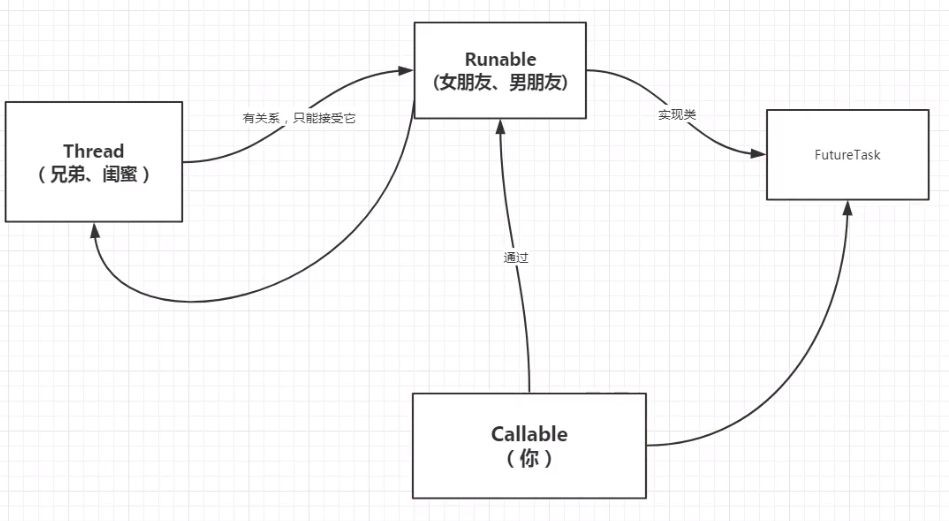 Runable
(女朋友、男朋友)
有关系，只能接受它
实现类
Thread
（兄弟、闺蜜）
FutureTask
通过
Callable
（你）